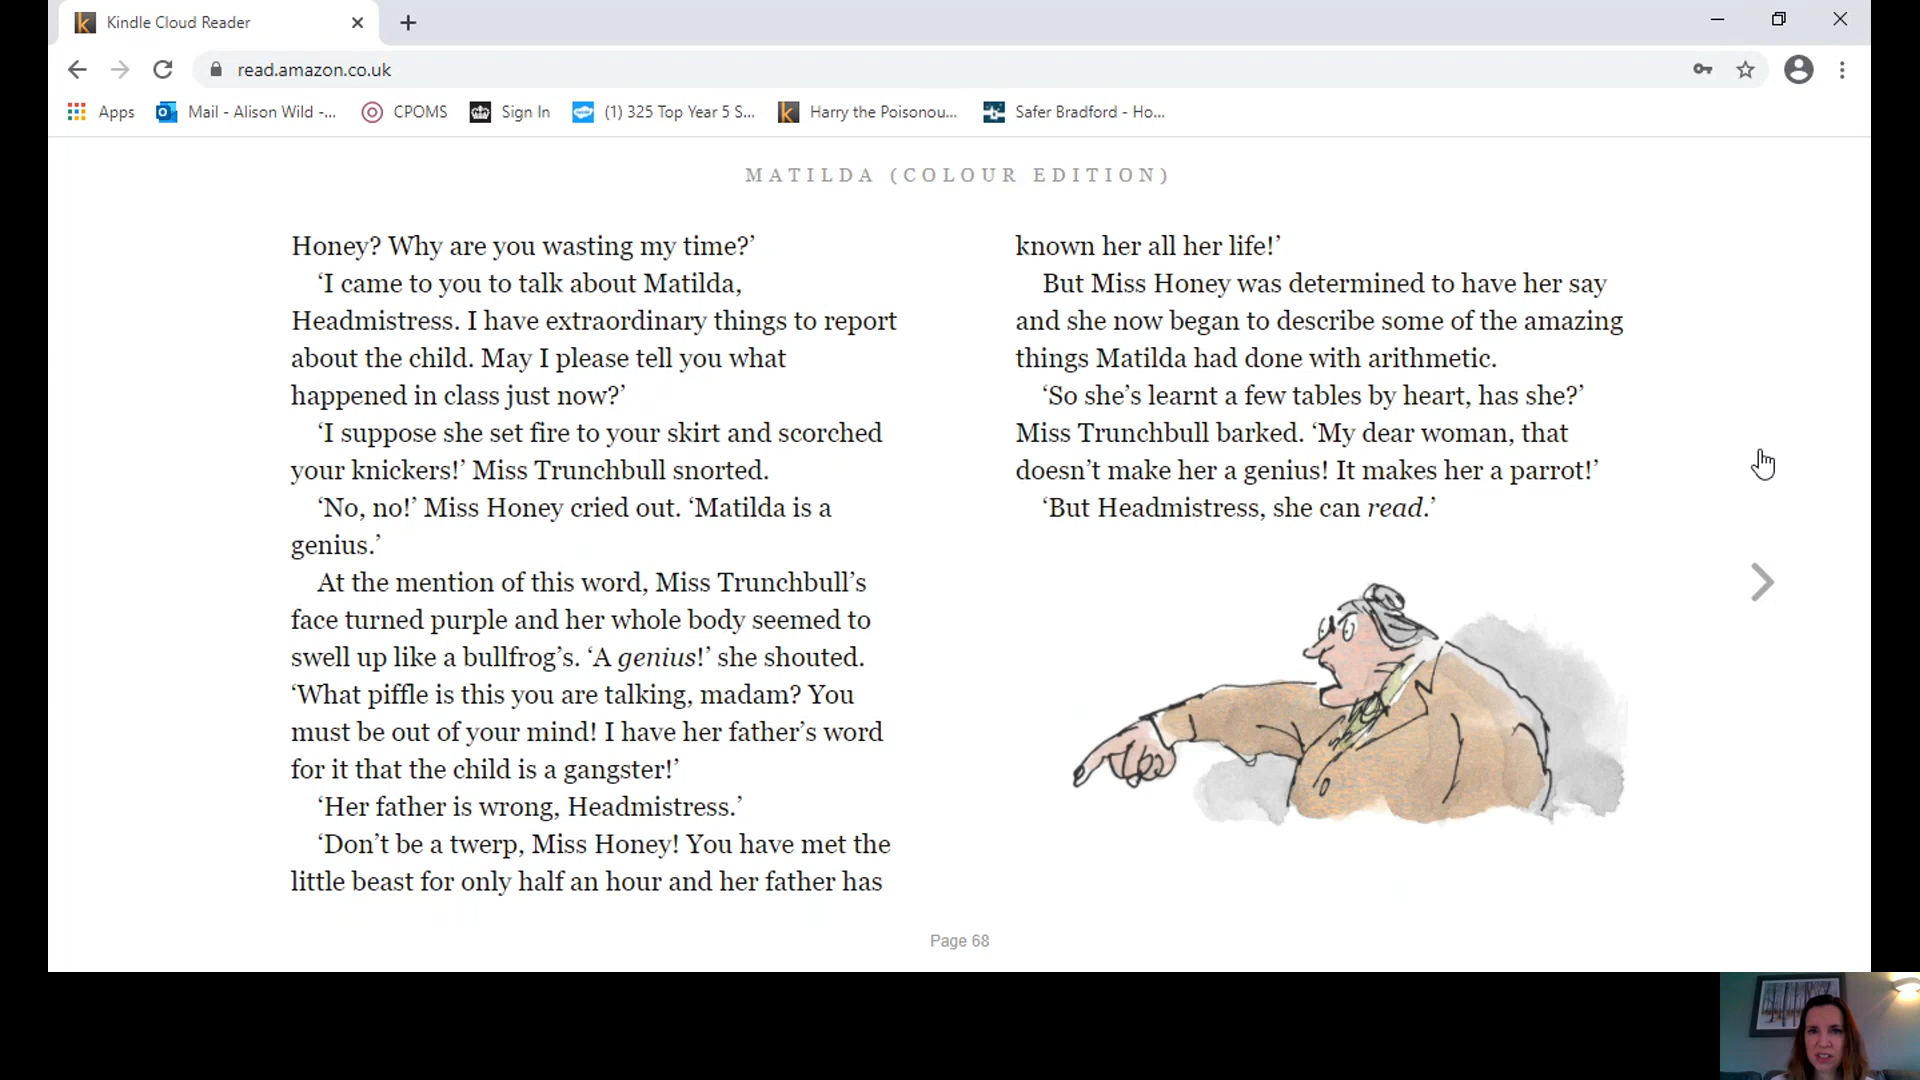 Kindle Cloud Reader
read.amazon.co.uk
Apps
Mail - Alison Wild -...
CPOMS
Sign In
(1) 325 Top Year 5 S...
Harry the Poisonou...
Safer Bradford - Ho...
MATILDA (COLOUR EDITION)
Honey? Why are you wasting my time?’
‘I came to you to talk about Matilda,
Headmistress. I have extraordinary things to report
about the child. May I please tell you what
happened in class just now?’
‘I suppose she set fire to your skirt and scorched
your knickers!’ Miss Trunchbull snorted.
‘No, no!’ Miss Honey cried out. ‘Matilda is a
genius.’
At the mention of this word, Miss Trunchbull’s
face turned purple and her whole body seemed to
swell up like a bullfrog’s. ‘A genius!’ she shouted.
‘What piffle is this you are talking, madam? You
must be out of your mind! I have her father’s word
for it that the child is a gangster!’
‘Her father is wrong, Headmistress.’
‘Don’t be a twerp, Miss Honey! You have met the
little beast for only half an hour and her father has
known her all her life!’
But Miss Honey was determined to have her say
and she now began to describe some of the amazing
things Matilda had done with arithmetic.
‘So she’s learnt a few tables by heart, has she?’
Miss Trunchbull barked. ‘My dear woman, that
doesn’t make her a genius! It makes her a parrot!’
‘But Headmistress, she can read.’
Page 68